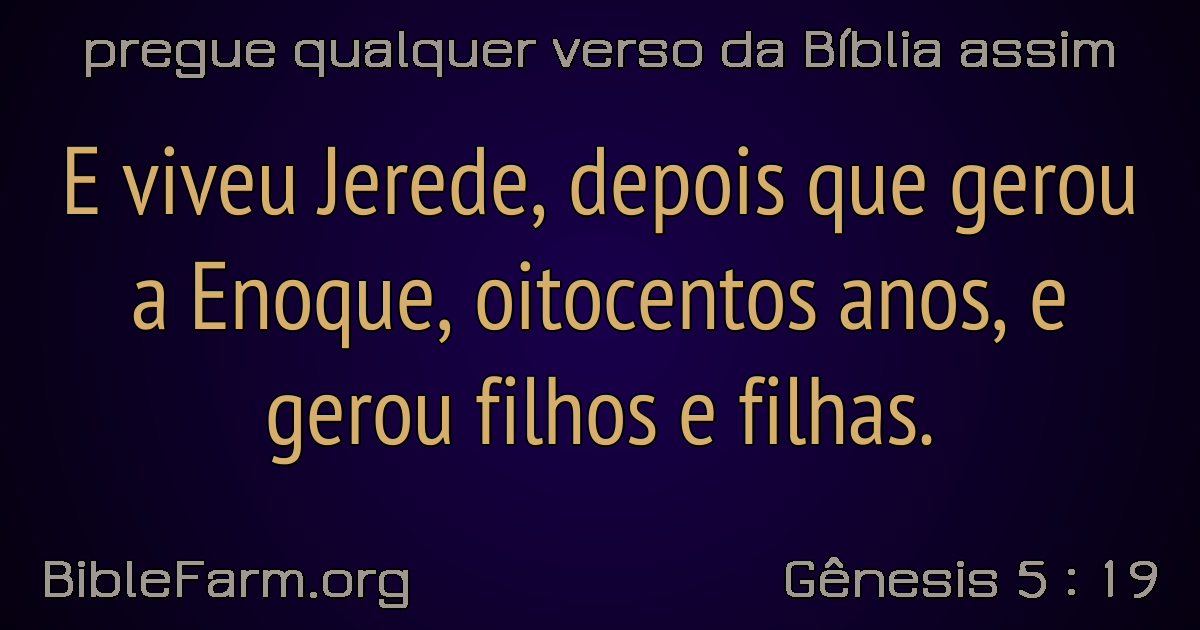 pregue qualquer verso da Bíblia assim
E viveu Jerede, depois que gerou
a Enoque, oitocentos anos, e
gerou filhos e filhas.
BibleFarm.org
Gênesis 5 : 19